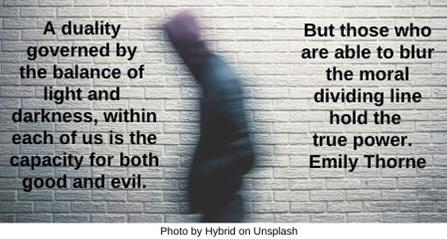 A duality
governed by
the balance of
light and
darkness, within
each of us is the
capacity for both
good and evil.
But those who
are able to blur
the moral
dividing line
hold the
true power.
Emily Thorne
Photo by Hybrid on Unsplash